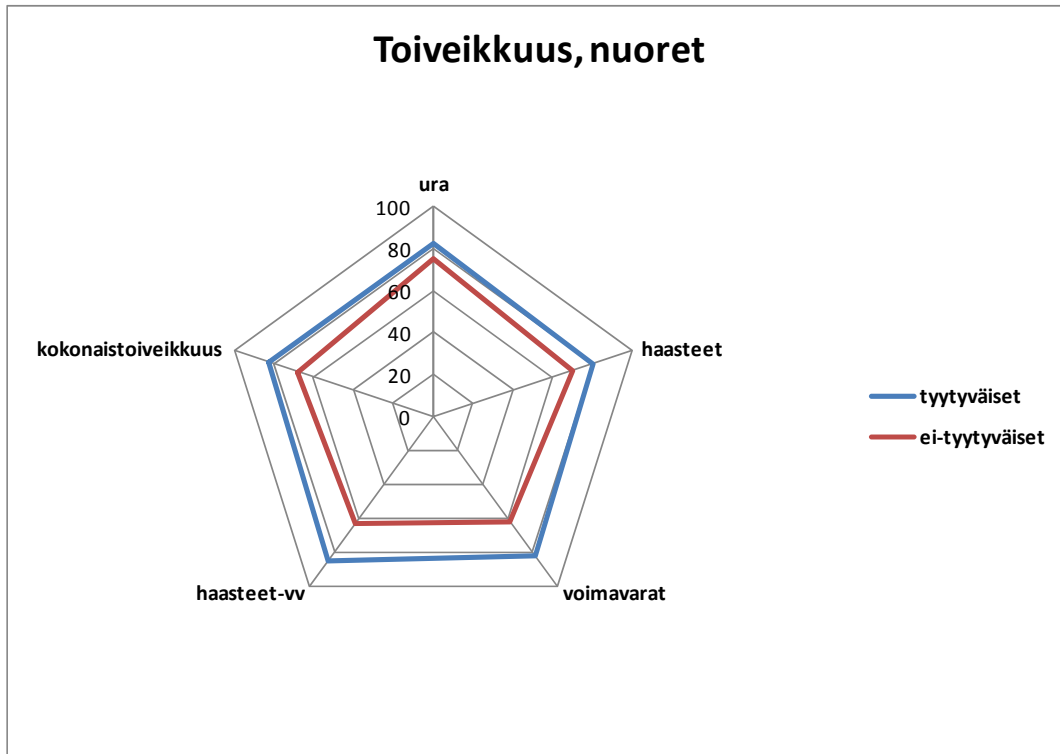 Toiveikkuus, nuoret
ura
100
80
60
40
20
0
kokonaistoiveikkuus
haasteet
haasteet-vv
voimavarat
tyytyväiset
ei-tyytyväiset